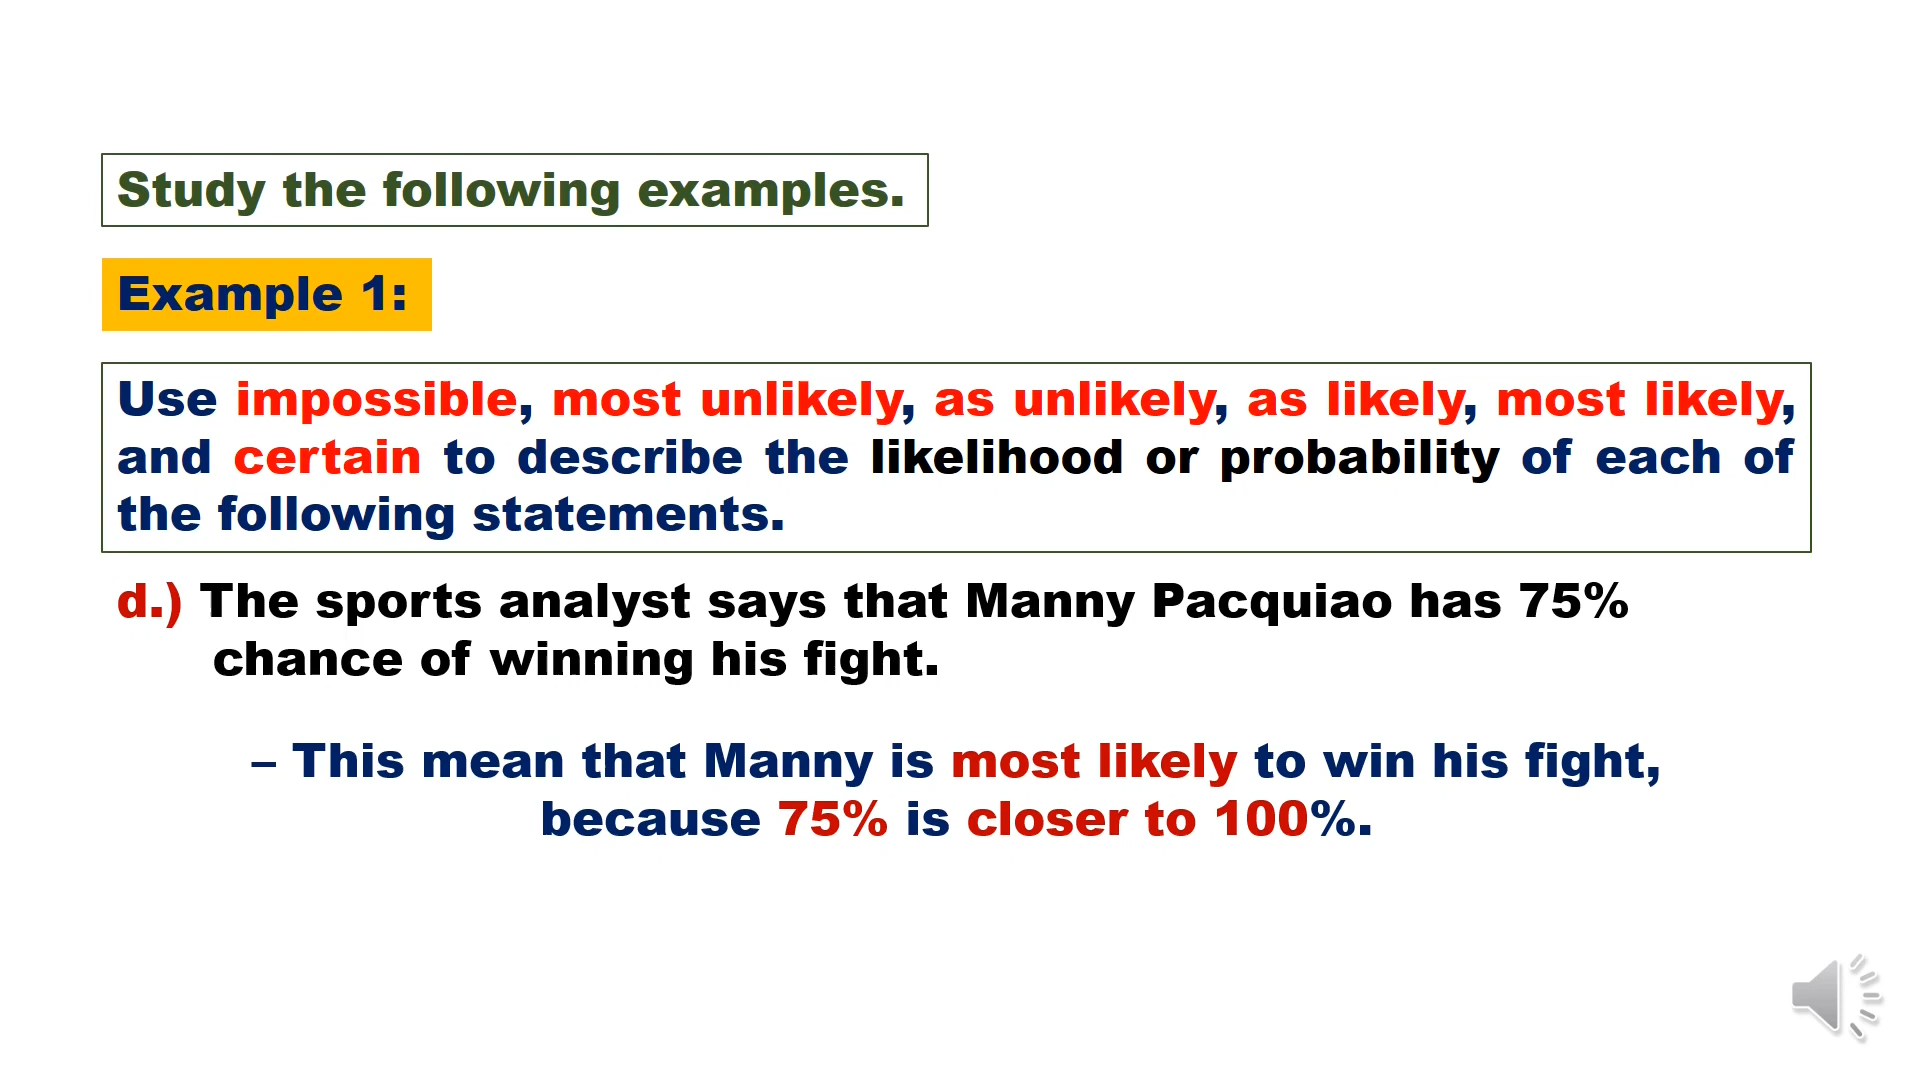 Study the following examples.
Example 1:
Use impossible, most unlikely, as unlikely, as likely, most likely,
and certain to describe the likelihood or probability of each of
the following statements.
d.) The sports analyst says that Manny Pacquiao has 75%
chance of winning his fight.
– This mean that Manny is most likely to win his fight,
because 75% is closer to 100%.